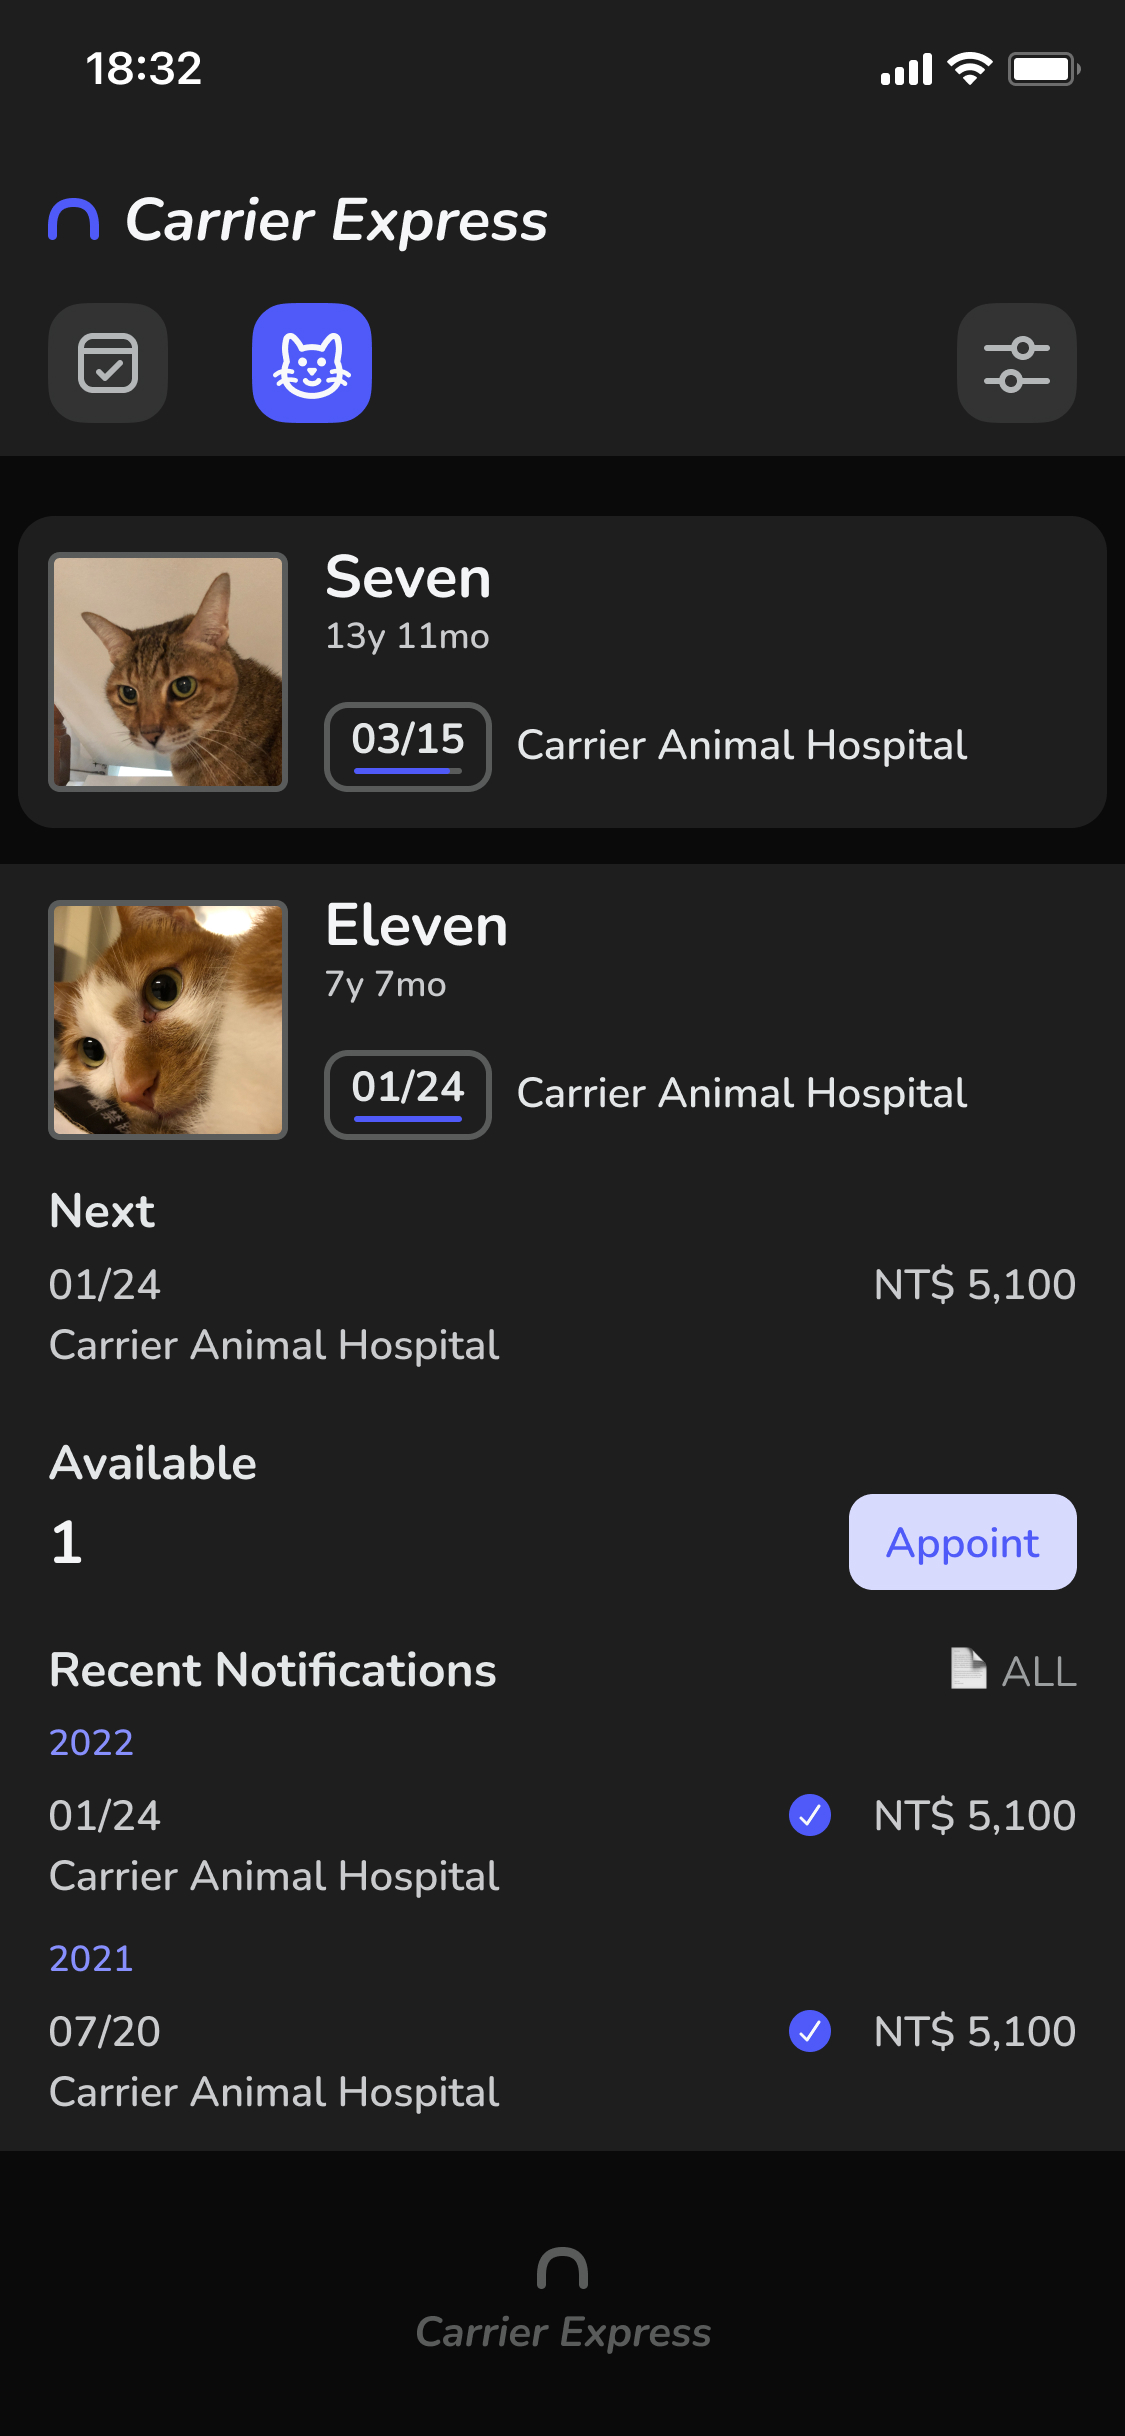 18:32
Carrier Express
Seven
13y 11mo
03/15 Carrier Animal Hospital
Eleven
7y 7mo
01/24 Carrier Animal Hospital
Next
01/24 NT$ 5,100
Carrier Animal Hospital
Available
1 Appoint
Recent Notifications ALL
2022
01/24 NT$ 5,100
Carrier Animal Hospital
2021
07/20 NT$ 5,100
Carrier Animal Hospital
Carrier Express